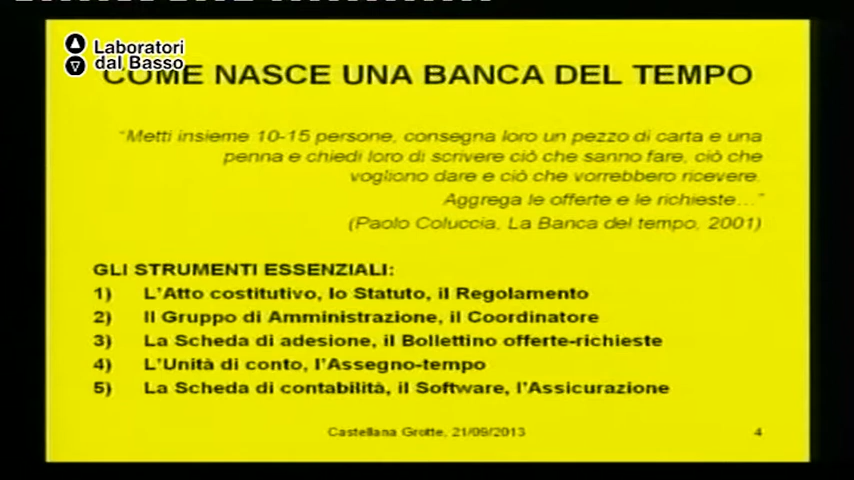 Laboratori
dal Basso
COME NASCE UNA BANCA DEL TEMPO
"Metti insieme 10-15 persone, consegna loro un pezzo di carta e una
penna e chiedi loro di scrivere ciò che sanno fare, ciò che
vogliono dare e ciò che vorrebbero ricevere.
Aggrega le offerte e le richieste…"
(Paolo Coluccia, La Banca del tempo, 2001)
GLI STRUMENTI ESSENZIALI:
1) L'Atto costitutivo, lo Statuto, il Regolamento
2) Il Gruppo di Amministrazione, il Coordinatore
3) La Scheda di adesione, il Bollettino offerte-richieste
4) L'Unità di conto, l'Assegno-tempo
5) La Scheda di contabilità, il Software, l'Assicurazione
Castellana Grotte, 21/09/2013 4